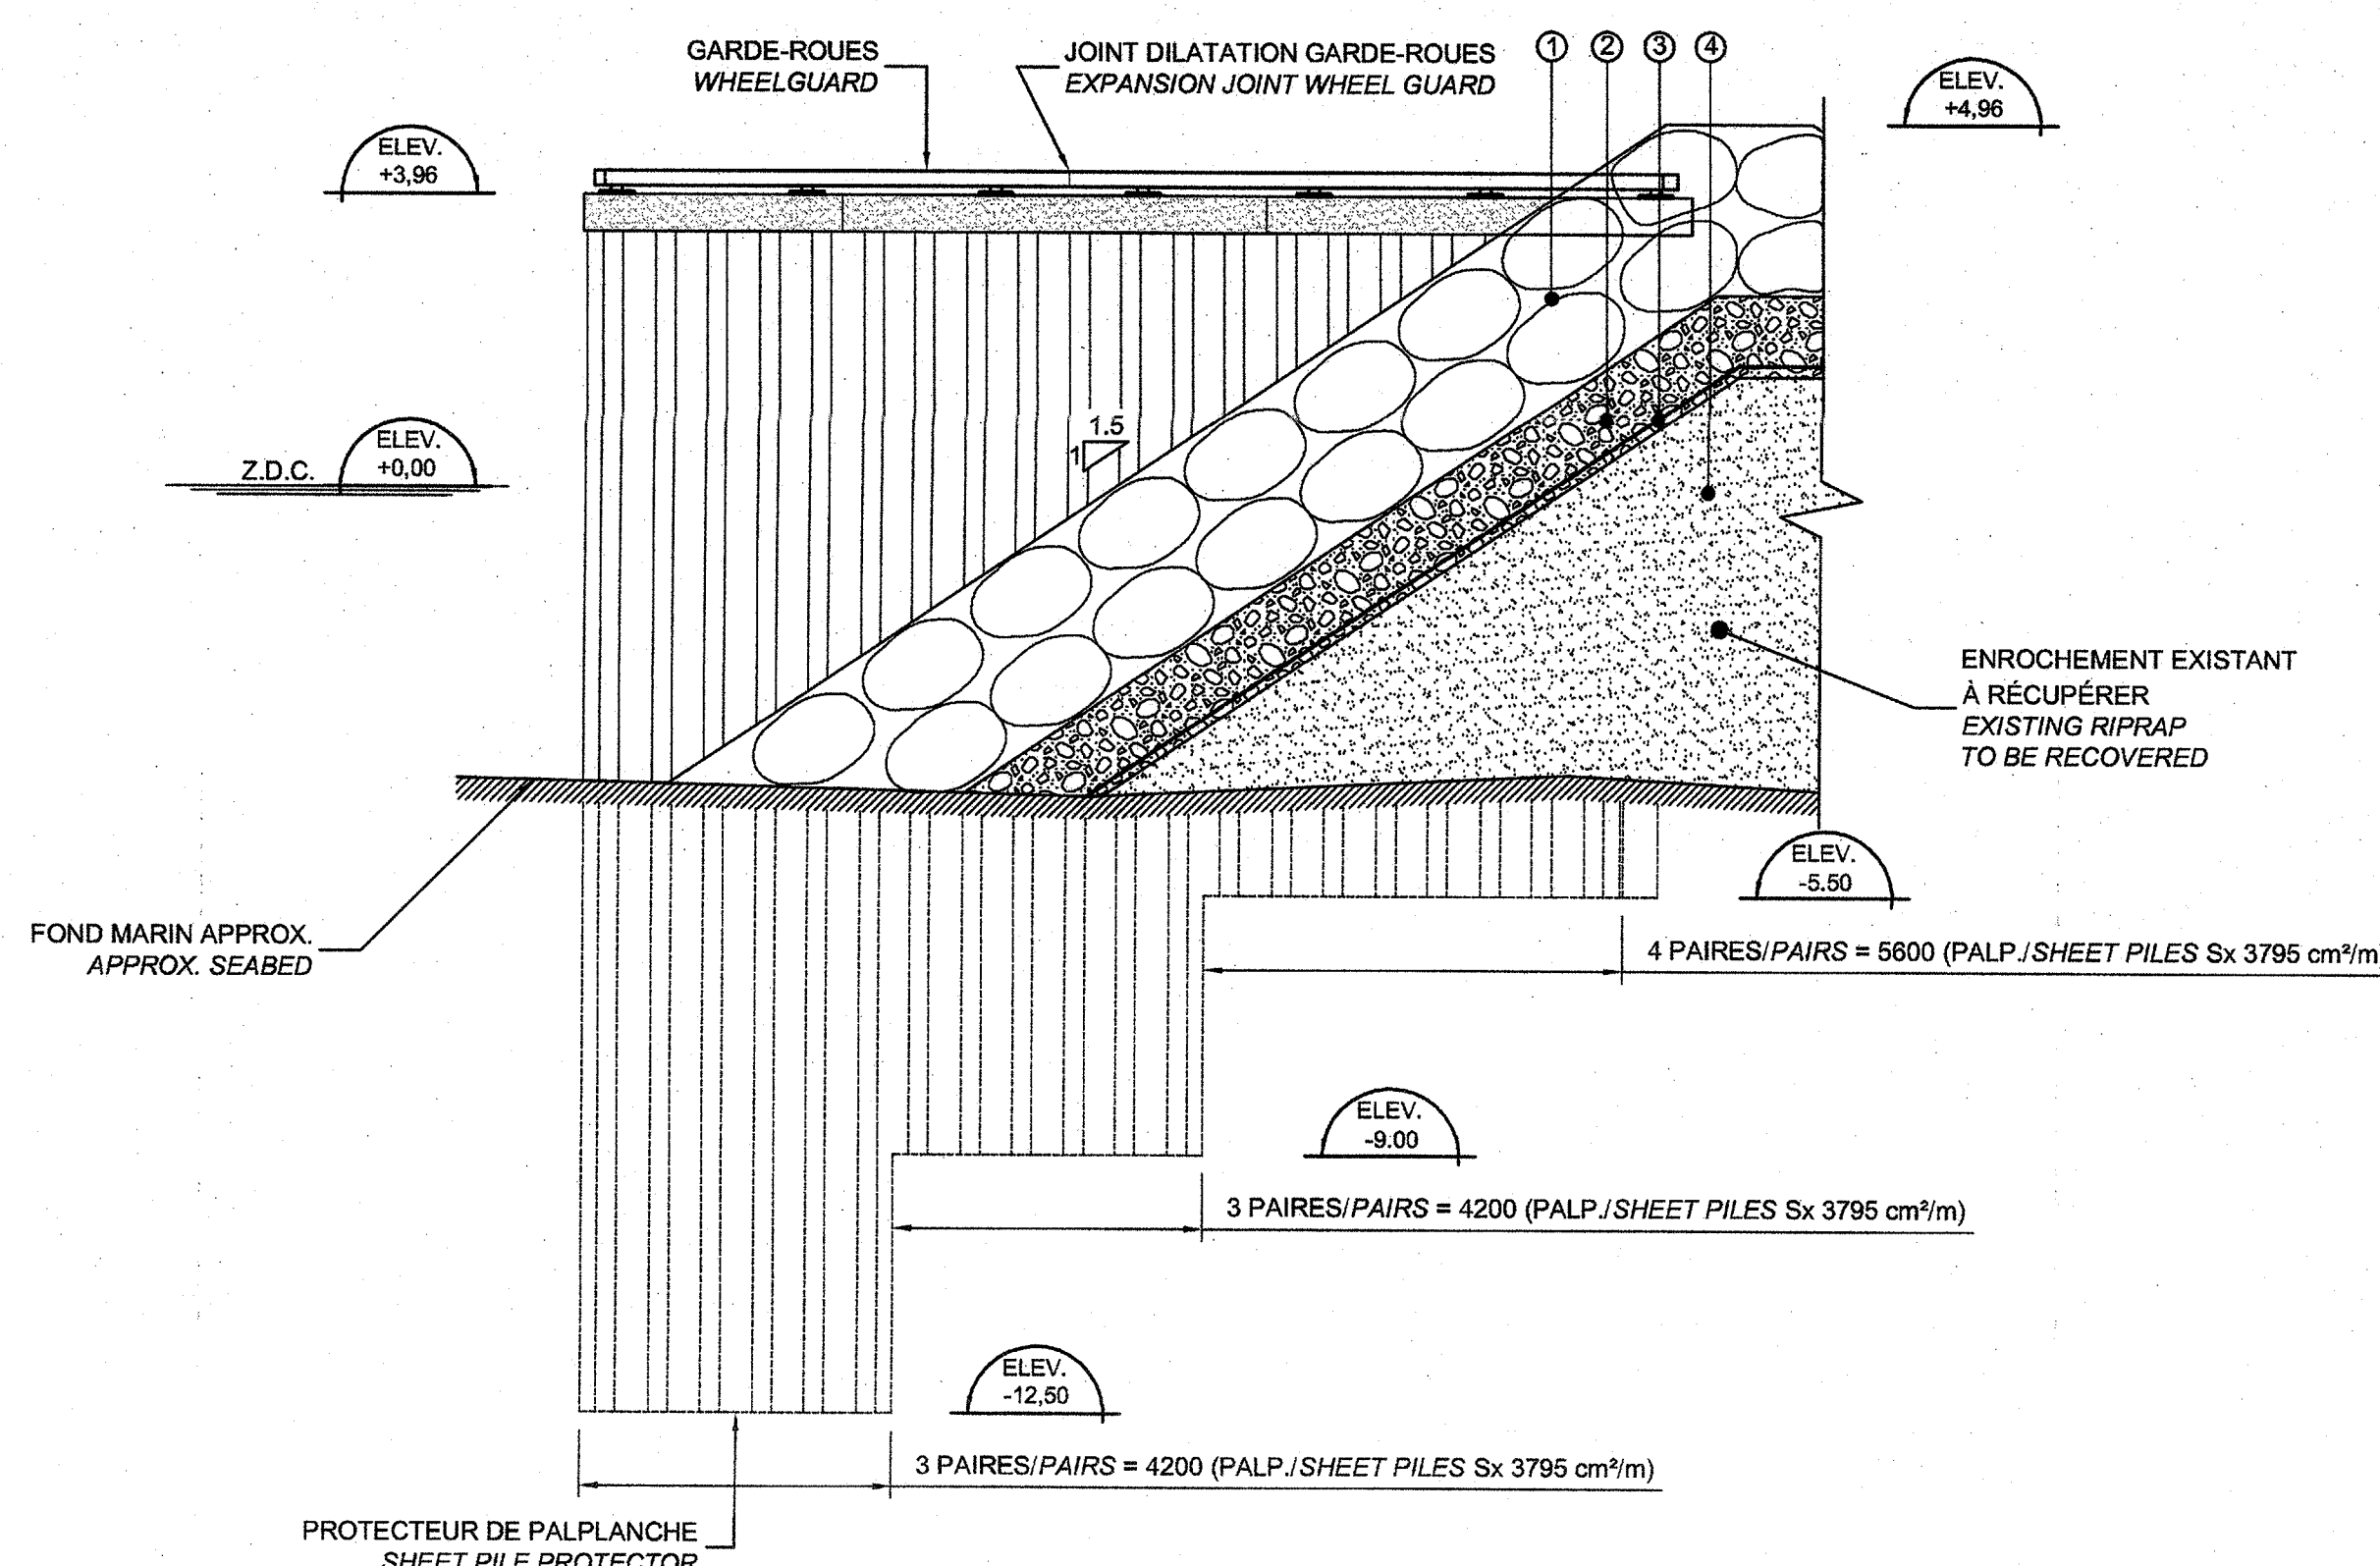 GARDE-ROUES
WHEELGUARD
JOINT DILATATION GARDE-ROUES
EXPANSION JOINT WHEEL GUARD
1 2 3 4
ELEV.
+4,96
ELEV.
+3,96
Z.D.C.
ELEV.
+0,00
1.5
1
ENROCHEMENT EXISTANT
À RÉCUPÉRER
EXISTING RIPRAP
TO BE RECOVERED
ELEV.
-5.50
FOND MARIN APPROX.
APPROX. SEABED
4 PAIRES/PAIRS = 5600 (PALP./SHEET PILES Sx 3795 cm²/m)
ELEV.
-9.00
3 PAIRES/PAIRS = 4200 (PALP./SHEET PILES Sx 3795 cm²/m)
ELEV.
-12,50
3 PAIRES/PAIRS = 4200 (PALP./SHEET PILES Sx 3795 cm²/m)
PROTECTEUR DE PALPLANCHE
SHEET PILE PROTECTOR